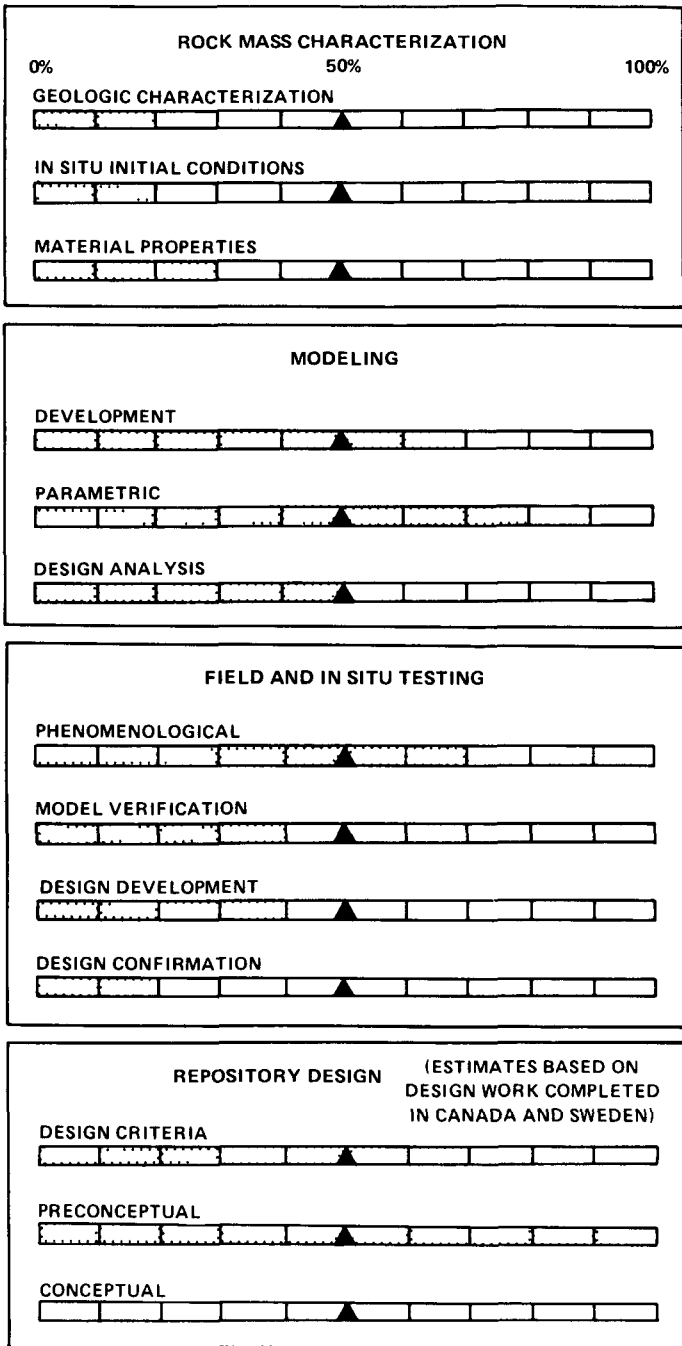 ROCK MASS CHARACTERIZATION
0% 50% 100%
GEOLOGIC CHARACTERIZATION
IN SITU INITIAL CONDITIONS
MATERIAL PROPERTIES
MODELING
DEVELOPMENT
PARAMETRIC
DESIGN ANALYSIS
FIELD AND IN SITU TESTING
PHENOMENOLOGICAL
MODEL VERIFICATION
DESIGN DEVELOPMENT
DESIGN CONFIRMATION
REPOSITORY DESIGN
(ESTIMATES BASED ON
DESIGN WORK COMPLETED
IN CANADA AND SWEDEN)
DESIGN CRITERIA
PRECONCEPTUAL
CONCEPTUAL